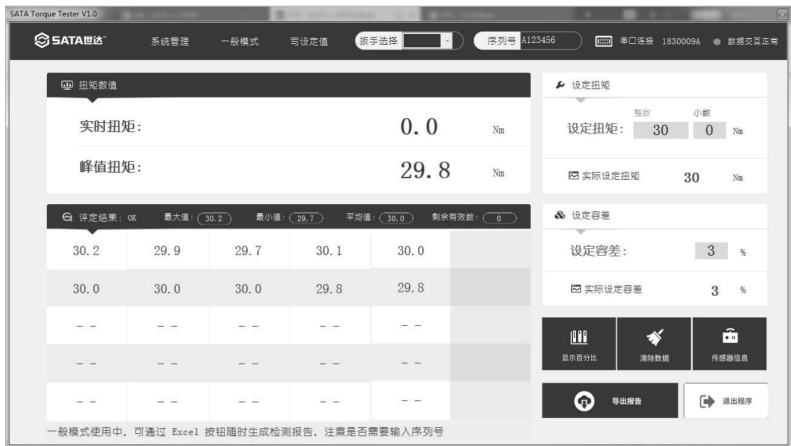 SATA Torque Tester V1.0
SATA世达 系统管理 一般模式 写设定值 扳手选择 序列号 A123456 串口连接 1830009A 数据交互正常
扭矩数值
实时扭矩: 0.0 Nm
峰值扭矩: 29.8 Nm
设定扭矩
整数 小数
设定扭矩: 30 0 Nm
实际设定扭矩 30 Nm
评定结果: OK 最大值: 30.2 最小值: 29.7 平均值: 30.0 剩余有效数: 0
30.2 29.9 29.7 30.1 30.0
30.0 30.0 30.0 29.8 29.8
-- -- -- -- --
-- -- -- -- --
-- -- -- -- --
设定容差
设定容差: 3 %
实际设定容差 3 %
显示百分比 清除数据 传感器信息
导出报告 退出程序
一般模式使用中, 可通过 Excel 按钮随时生成检测报告, 注意是否需要输入序列号